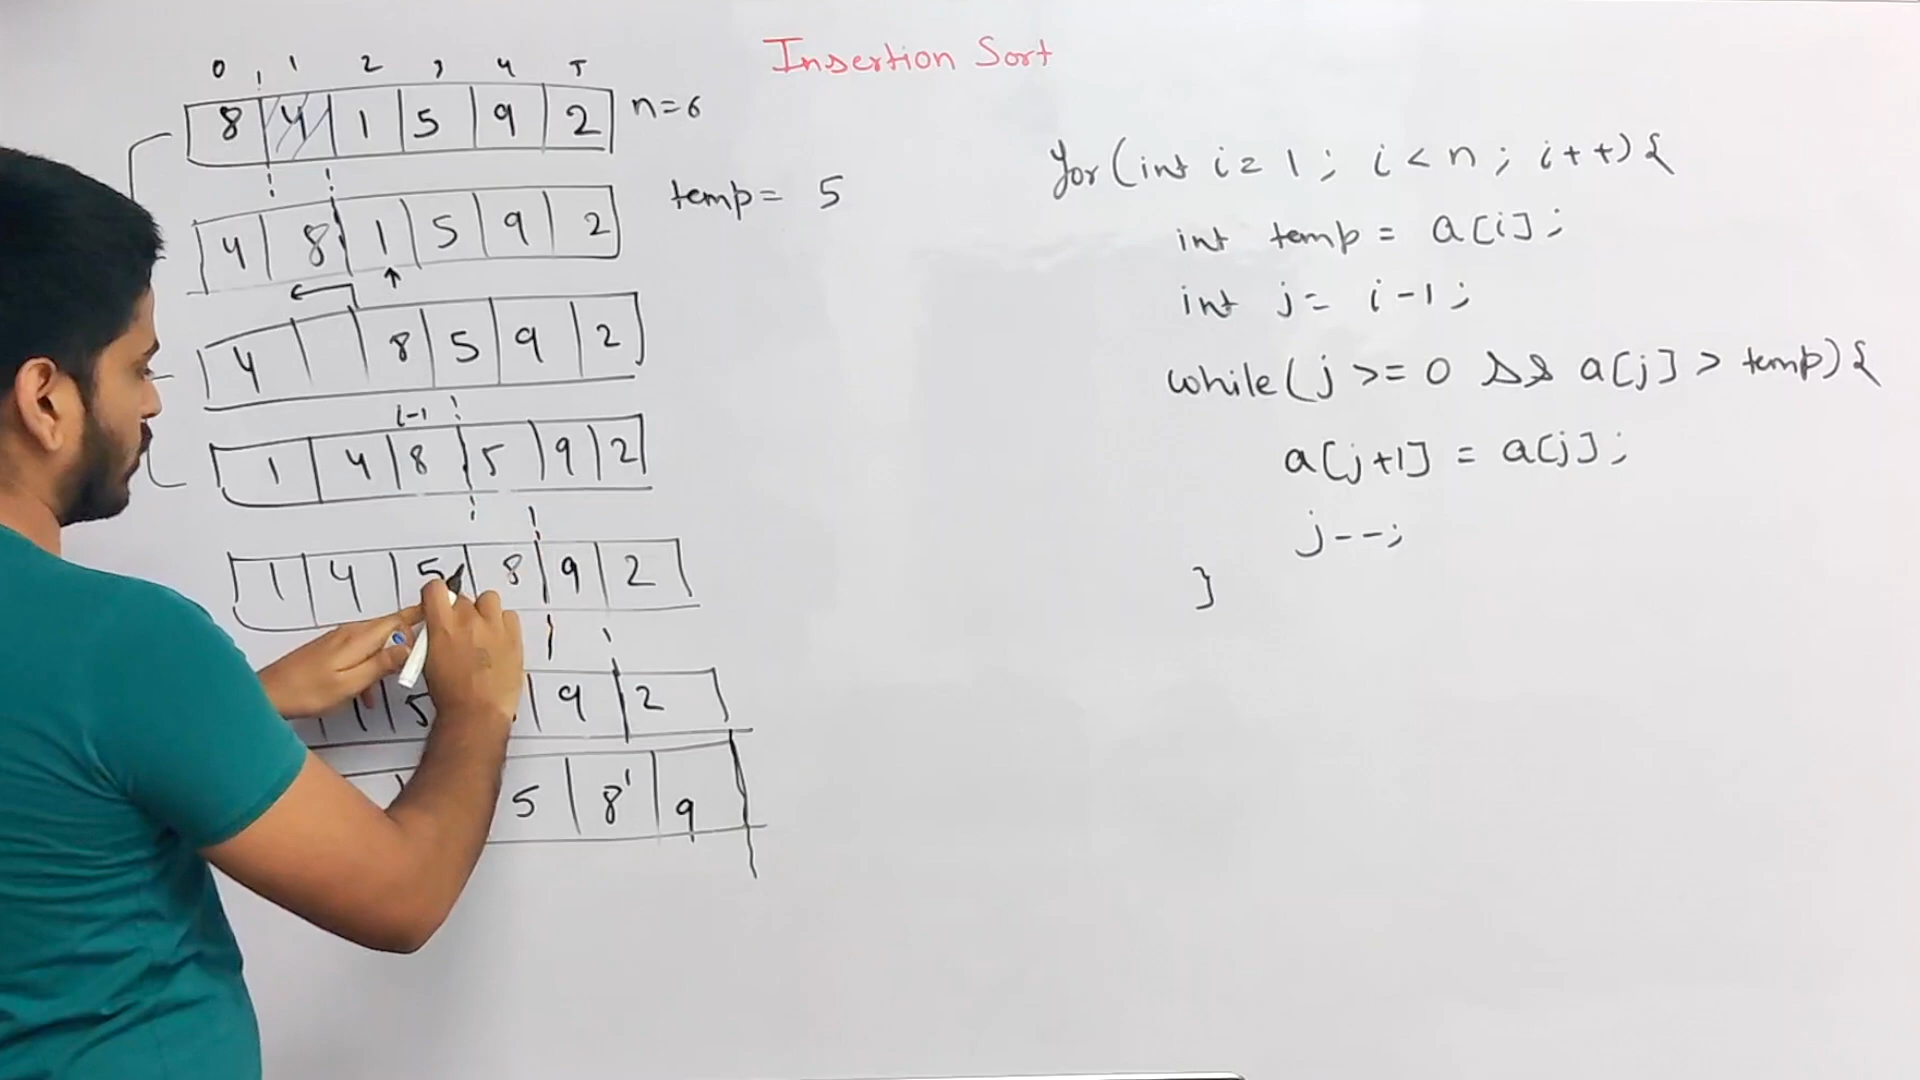 Insertion Sort
0 1 2 3 4 5
8 4 1 5 9 2 n=6
temp = 5
4 8 1 5 9 2
4 8 5 9 2
i-1
1 4 8 5 9 2
1 4 5 8 9 2
5 9 2
5 8 9
for(int i=1; i<n; i++){
int temp = a[i];
int j= i-1;
while(j>=0 && a[j]>temp){
a[j+1] = a[j];
j--;
}